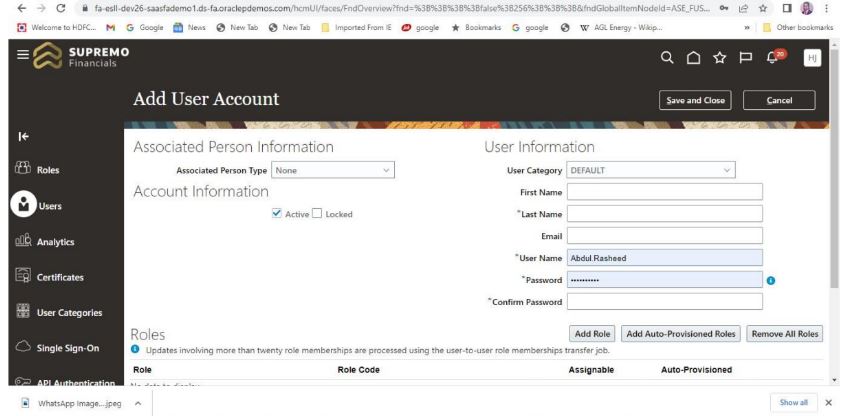 fa-esll-dev26-saasfademo1.ds-fa.oraclepdemos.com/hcmUI/faces/FndOverview?fnd=%3B%3B%3B%3Bfalse%3B256%3B%3B%3B&fndGlobalItemNodeId=ASE_FUS...
Welcome to HDFC... Google News New Tab New Tab Imported From IE google Bookmarks google WGL Energy - Wikip... » Other bookmarks
SUPREMO
Financials
20
HJ
Add User Account
Save and Close
Cancel
Associated Person Information
User Information
Associated Person Type None
User Category DEFAULT
Account Information
First Name
Active Locked
*Last Name
Email
*User Name Abdul Rasheed
*Password ••••••••••
*Confirm Password
Roles
Users
Analytics
Certificates
User Categories
Single Sign-On
API Authentication
Roles
Add Role Add Auto-Provisioned Roles Remove All Roles
Updates involving more than twenty role memberships are processed using the user-to-user role memberships transfer job.
Role Role Code Assignable Auto-Provisioned
WhatsApp Image....jpeg
Show all